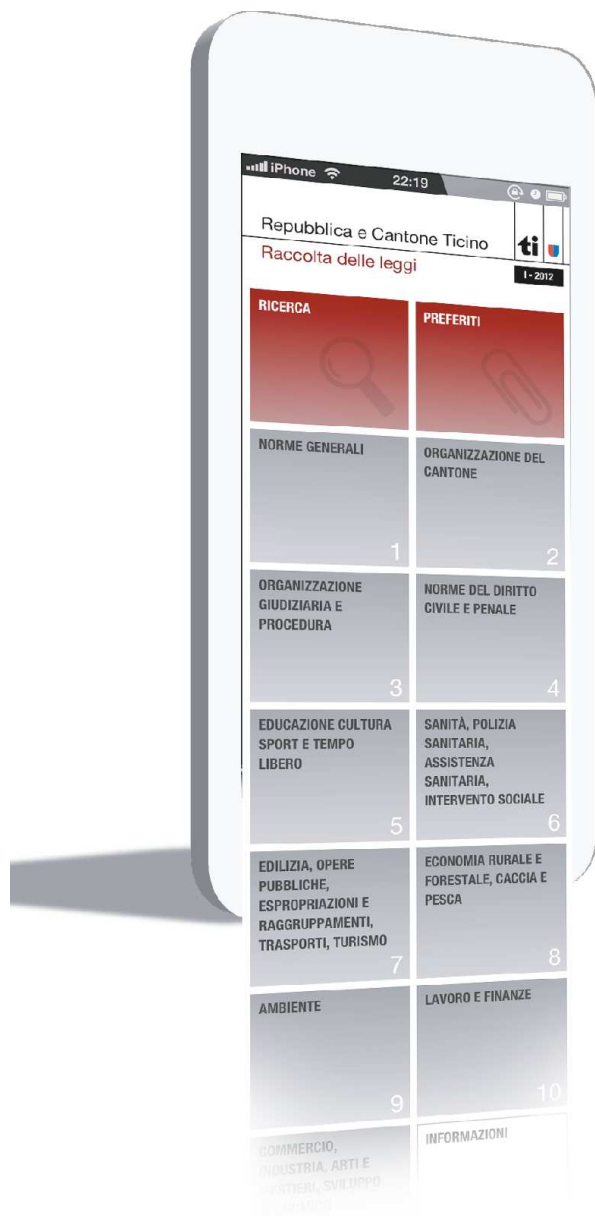 iPhone
22:19
Repubblica e Cantone Ticino
ti
Raccolta delle leggi
I - 2012
RICERCA
PREFERITI
NORME GENERALI
1
ORGANIZZAZIONE DEL
CANTONE
2
ORGANIZZAZIONE
GIUDIZIARIA E
PROCEDURA
3
NORME DEL DIRITTO
CIVILE E PENALE
4
EDUCAZIONE CULTURA
SPORT E TEMPO
LIBERO
5
SANITÀ, POLIZIA
SANITARIA,
ASSISTENZA
SANITARIA,
INTERVENTO SOCIALE
6
EDILIZIA, OPERE
PUBBLICHE,
ESPROPRIAZIONI E
RAGGRUPPAMENTI,
TRASPORTI, TURISMO
7
ECONOMIA RURALE E
FORESTALE, CACCIA E
PESCA
8
AMBIENTE
9
LAVORO E FINANZE
10
COMMERCIO,
INDUSTRIA, ARTI E
MESTIERI, SVILUPPO
INFORMAZIONI